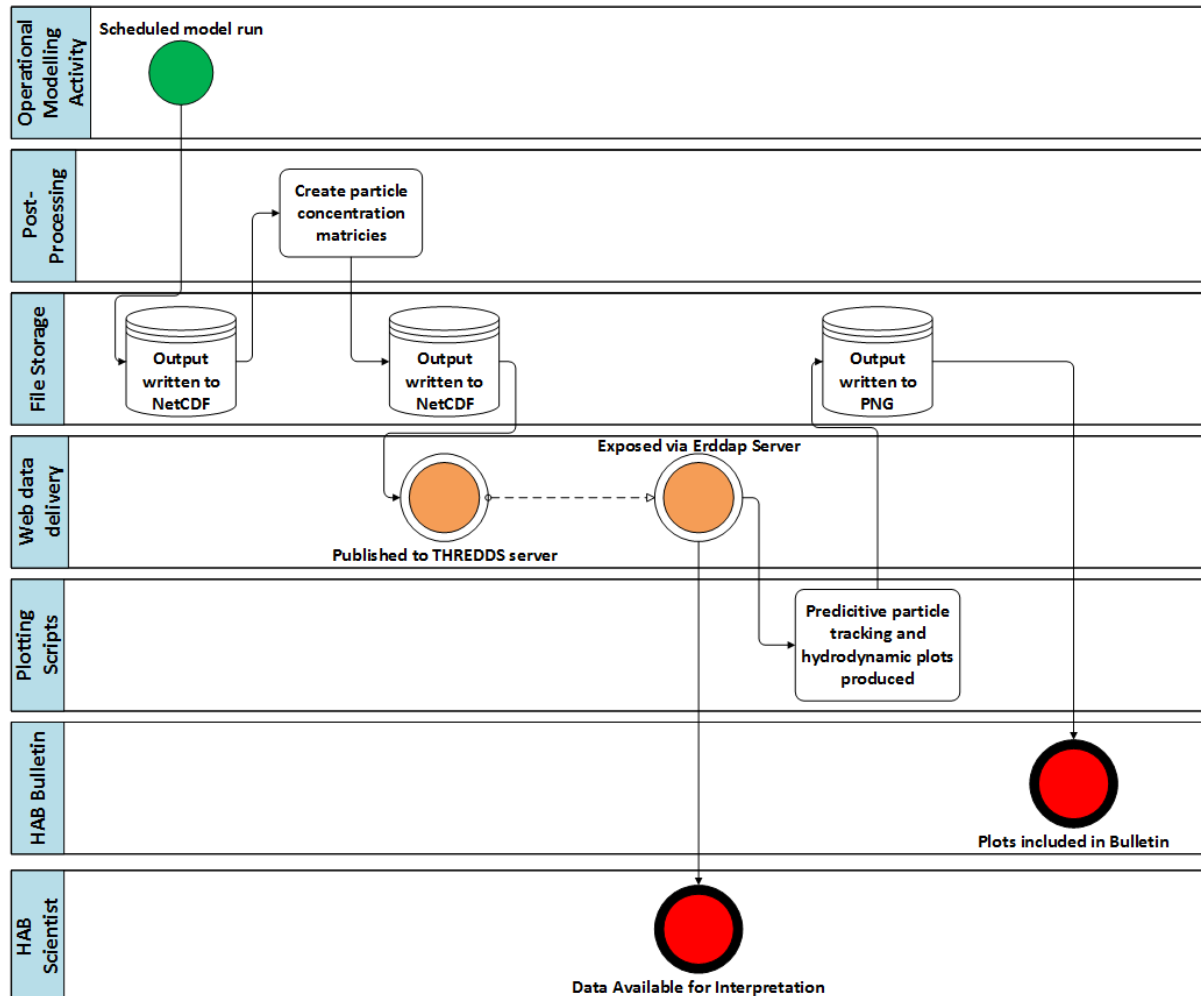 Operational
Modelling
Activity
Scheduled model run
Post-
Processing
Create particle
concentration
matricies
File Storage
Output
written to
NetCDF
Output
written to
NetCDF
Output
written to
PNG
Web data
delivery
Published to THREDDS server
Exposed via Erddap Server
Plotting
Scripts
Predicitive particle
tracking and
hydrodynamic plots
produced
HAB Bulletin
Plots included in Bulletin
HAB
Scientist
Data Available for Interpretation